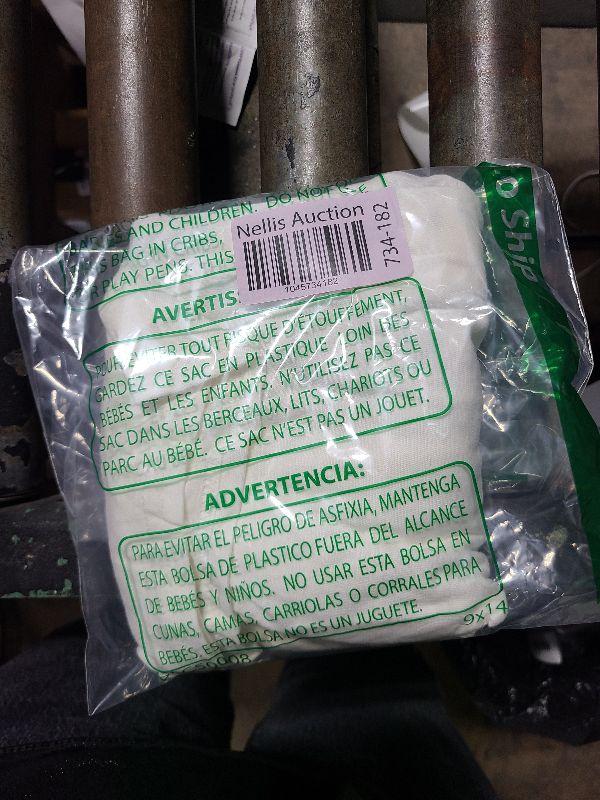 AND CHILDREN. DO NOT
BAG IN CRIBS,
PLAY PENS. THIS
Nellis Auction
1045734182
734-182
o Ship
AVERTIS
POUR EVITER TOUT RISQUE D'ETOUFFEMENT,
GARDEZ CE SAC EN PLASTIQUE LOIN DES
BÉBÉS ET LES ENFANTS. N'UTILISEZ PAS CE
SAC DANS LES BERCEAUX, LITS, CHARIOTS OU
PARC AU BÉBÉ. CE SAC N'EST PAS UN JOUET.
ADVERTENCIA:
PARA EVITAR EL PELIGRO DE ASFIXIA, MANTENGA
ESTA BOLSA DE PLASTICO FUERA DEL ALCANCE
DE BEBÉS Y NIÑOS. NO USAR ESTA BOLSA EN
CUNAS, CAMAS, CARRIOLAS O CORRALES PARA
BEBÉS. ESTA BOLSA NO ES UN JUGUETE.
9x14